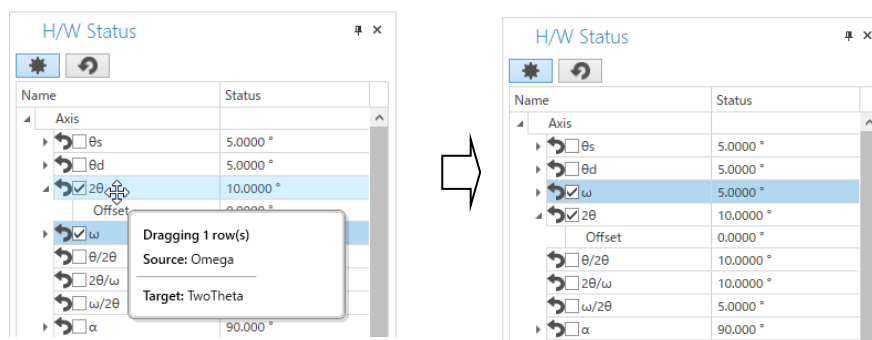 H/W Status
Name Status
Axis
θs 5.0000 °
θd 5.0000 °
2θ 10.0000 °
Offset
ω
Dragging 1 row(s)
Source: Omega
Target: TwoTheta
θ/2θ
2θ/ω
ω/2θ
α 90.000 °
H/W Status
Name Status
Axis
θs 5.0000 °
θd 5.0000 °
ω 5.0000 °
2θ 10.0000 °
Offset 0.0000 °
θ/2θ 10.0000 °
2θ/ω 10.0000 °
ω/2θ 5.0000 °
α 90.000 °